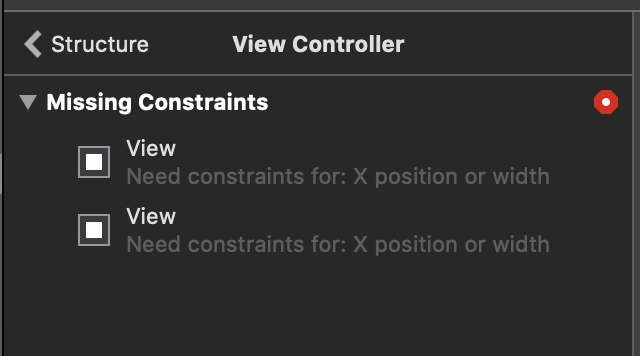 Structure
View Controller
Missing Constraints
View
Need constraints for: X position or width
View
Need constraints for: X position or width